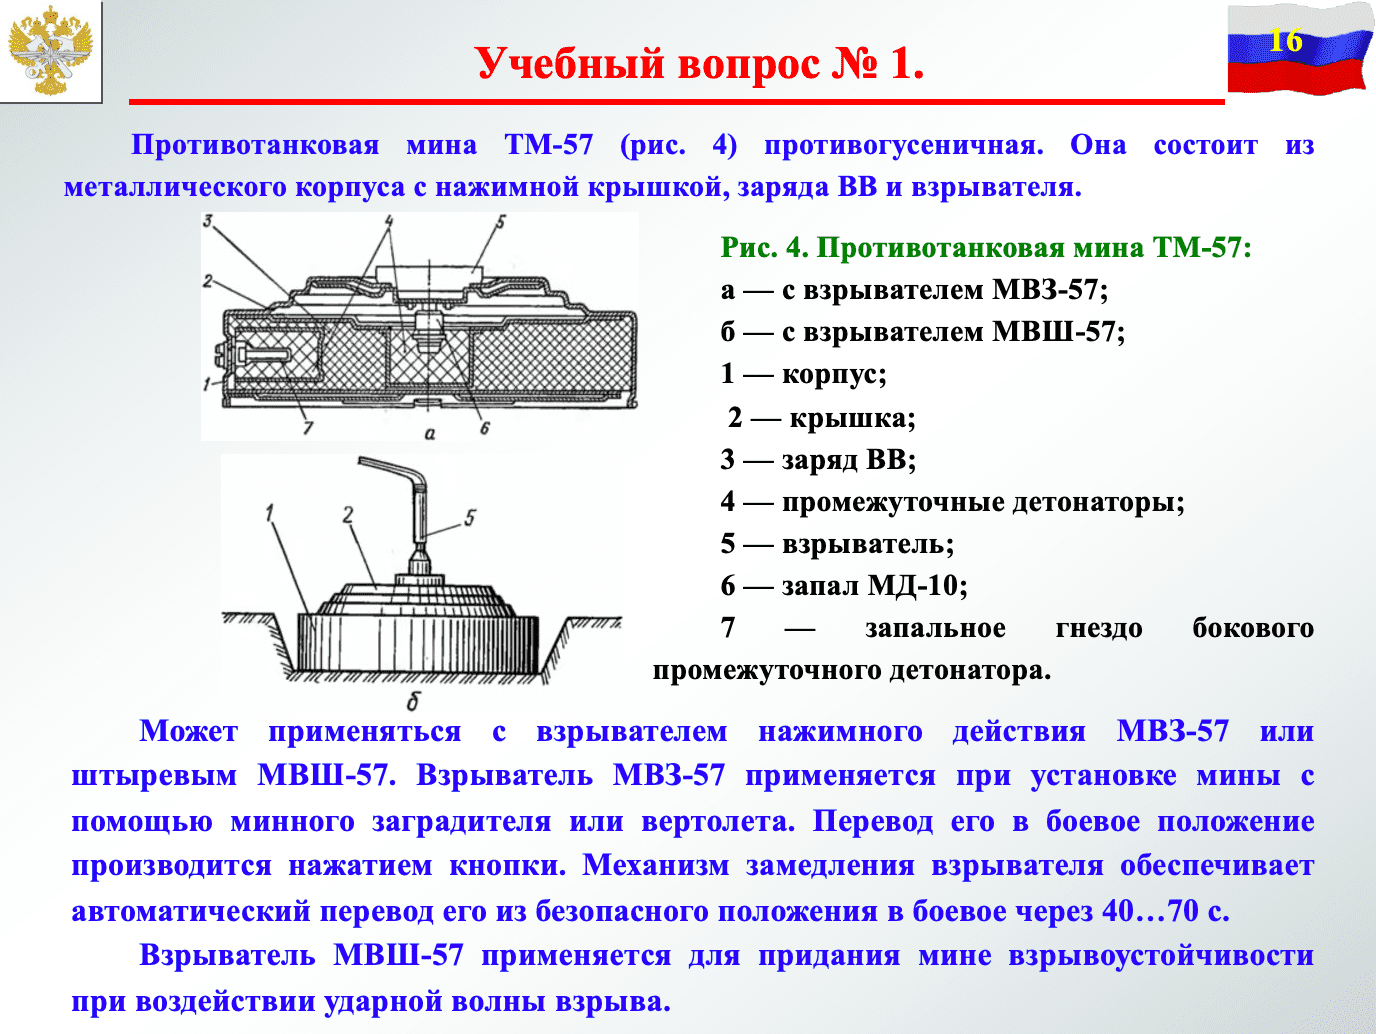 16
Учебный вопрос № 1.
Противотанковая мина ТМ-57 (рис. 4) противогусеничная. Она состоит из
металлического корпуса с нажимной крышкой, заряда ВВ и взрывателя.
3 4 5
2
1
7 а 6
1 2 5
б
Рис. 4. Противотанковая мина ТМ-57:
а — с взрывателем МВЗ-57;
б — с взрывателем МВШ-57;
1 — корпус;
2 — крышка;
3 — заряд ВВ;
4 — промежуточные детонаторы;
5 — взрыватель;
6 — запал МД-10;
7 — запальное гнездо бокового
промежуточного детонатора.
Может применяться с взрывателем нажимного действия МВЗ-57 или
штыревым МВШ-57. Взрыватель МВЗ-57 применяется при установке мины с
помощью минного заградителя или вертолета. Перевод его в боевое положение
производится нажатием кнопки. Механизм замедления взрывателя обеспечивает
автоматический перевод его из безопасного положения в боевое через 40…70 с.
Взрыватель МВШ-57 применяется для придания мине взрывоустойчивости
при воздействии ударной волны взрыва.